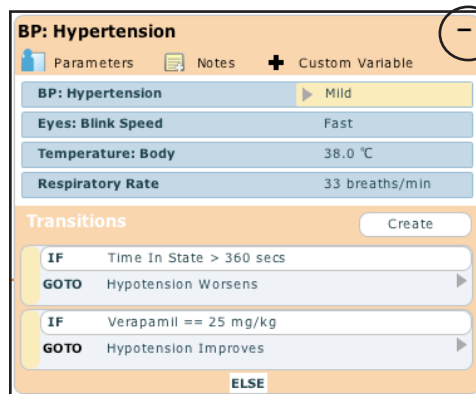 BP: Hypertension −
Parameters Notes + Custom Variable
BP: Hypertension Mild
Eyes: Blink Speed Fast
Temperature: Body 38.0 °C
Respiratory Rate 33 breaths/min
Transitions Create
IF Time In State > 360 secs
GOTO Hypotension Worsens
IF Verapamil == 25 mg/kg
GOTO Hypotension Improves
ELSE